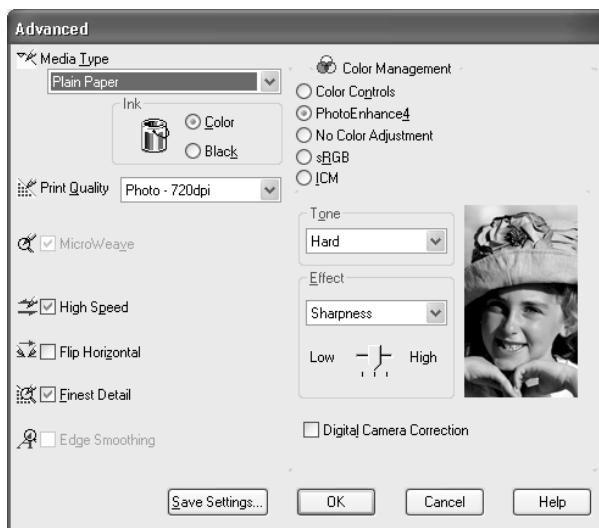 Advanced
Media Type
Plain Paper
Ink
Color
Black
Print Quality
Photo - 720dpi
MicroWeave
High Speed
Flip Horizontal
Finest Detail
Edge Smoothing
Color Management
Color Controls
PhotoEnhance4
No Color Adjustment
sRGB
ICM
Tone
Hard
Effect
Sharpness
Low High
Digital Camera Correction
Save Settings... OK Cancel Help